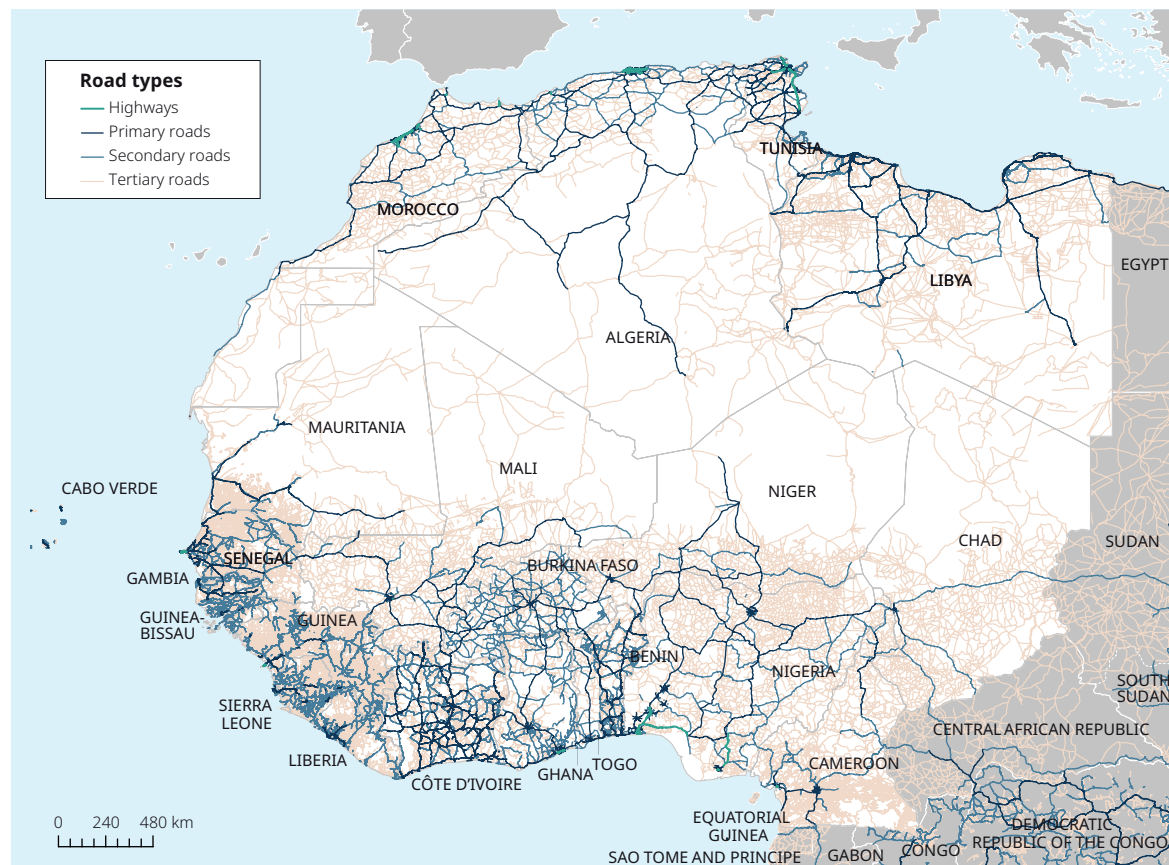 Road types
Highways
Primary roads
Secondary roads
Tertiary roads
TUNISIA
MOROCCO
EGYPT
LIBYA
ALGERIA
MAURITANIA
MALI
CABO VERDE
NIGER
CHAD
SUDAN
SENEGAL
BURKINA FASO
GAMBIA
GUINEA-
BISSAU
GUINEA
BENIN
NIGERIA
SOUTH
SUDAN
SIERRA
LEONE
CENTRAL AFRICAN REPUBLIC
LIBERIA
TOGO
GHANA
CAMEROON
CÔTE D'IVOIRE
EQUATORIAL
GUINEA
DEMOCRATIC
REPUBLIC OF THE CONGO
SAO TOME AND PRINCIPE
GABON
CONGO
0 240 480 km